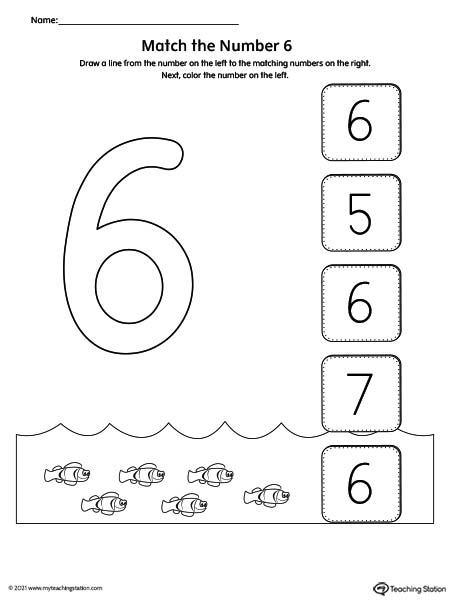 Name:
Match the Number 6
Draw a line from the number on the left to the matching numbers on the right.
Next, color the number on the left.
6
6
5
6
7
6
© 2021 www.myteachingstation.com
Teaching Station